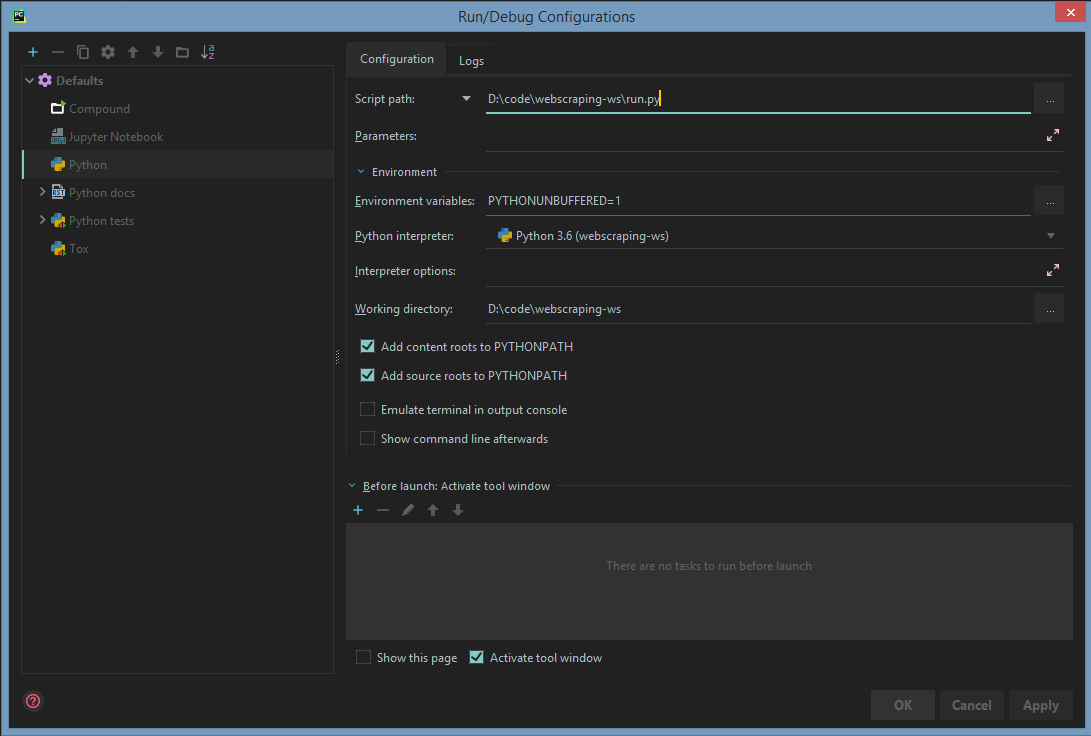 Run/Debug Configurations
Defaults
Compound
Jupyter Notebook
Python
Python docs
Python tests
Tox
Configuration
Logs
Script path:
D:\code\webscraping-ws\run.py
...
Parameters:
Environment
Environment variables:
PYTHONUNBUFFERED=1
...
Python interpreter:
Python 3.6 (webscraping-ws)
Interpreter options:
Working directory:
D:\code\webscraping-ws
...
Add content roots to PYTHONPATH
Add source roots to PYTHONPATH
Emulate terminal in output console
Show command line afterwards
Before launch: Activate tool window
There are no tasks to run before launch
Show this page
Activate tool window
OK
Cancel
Apply